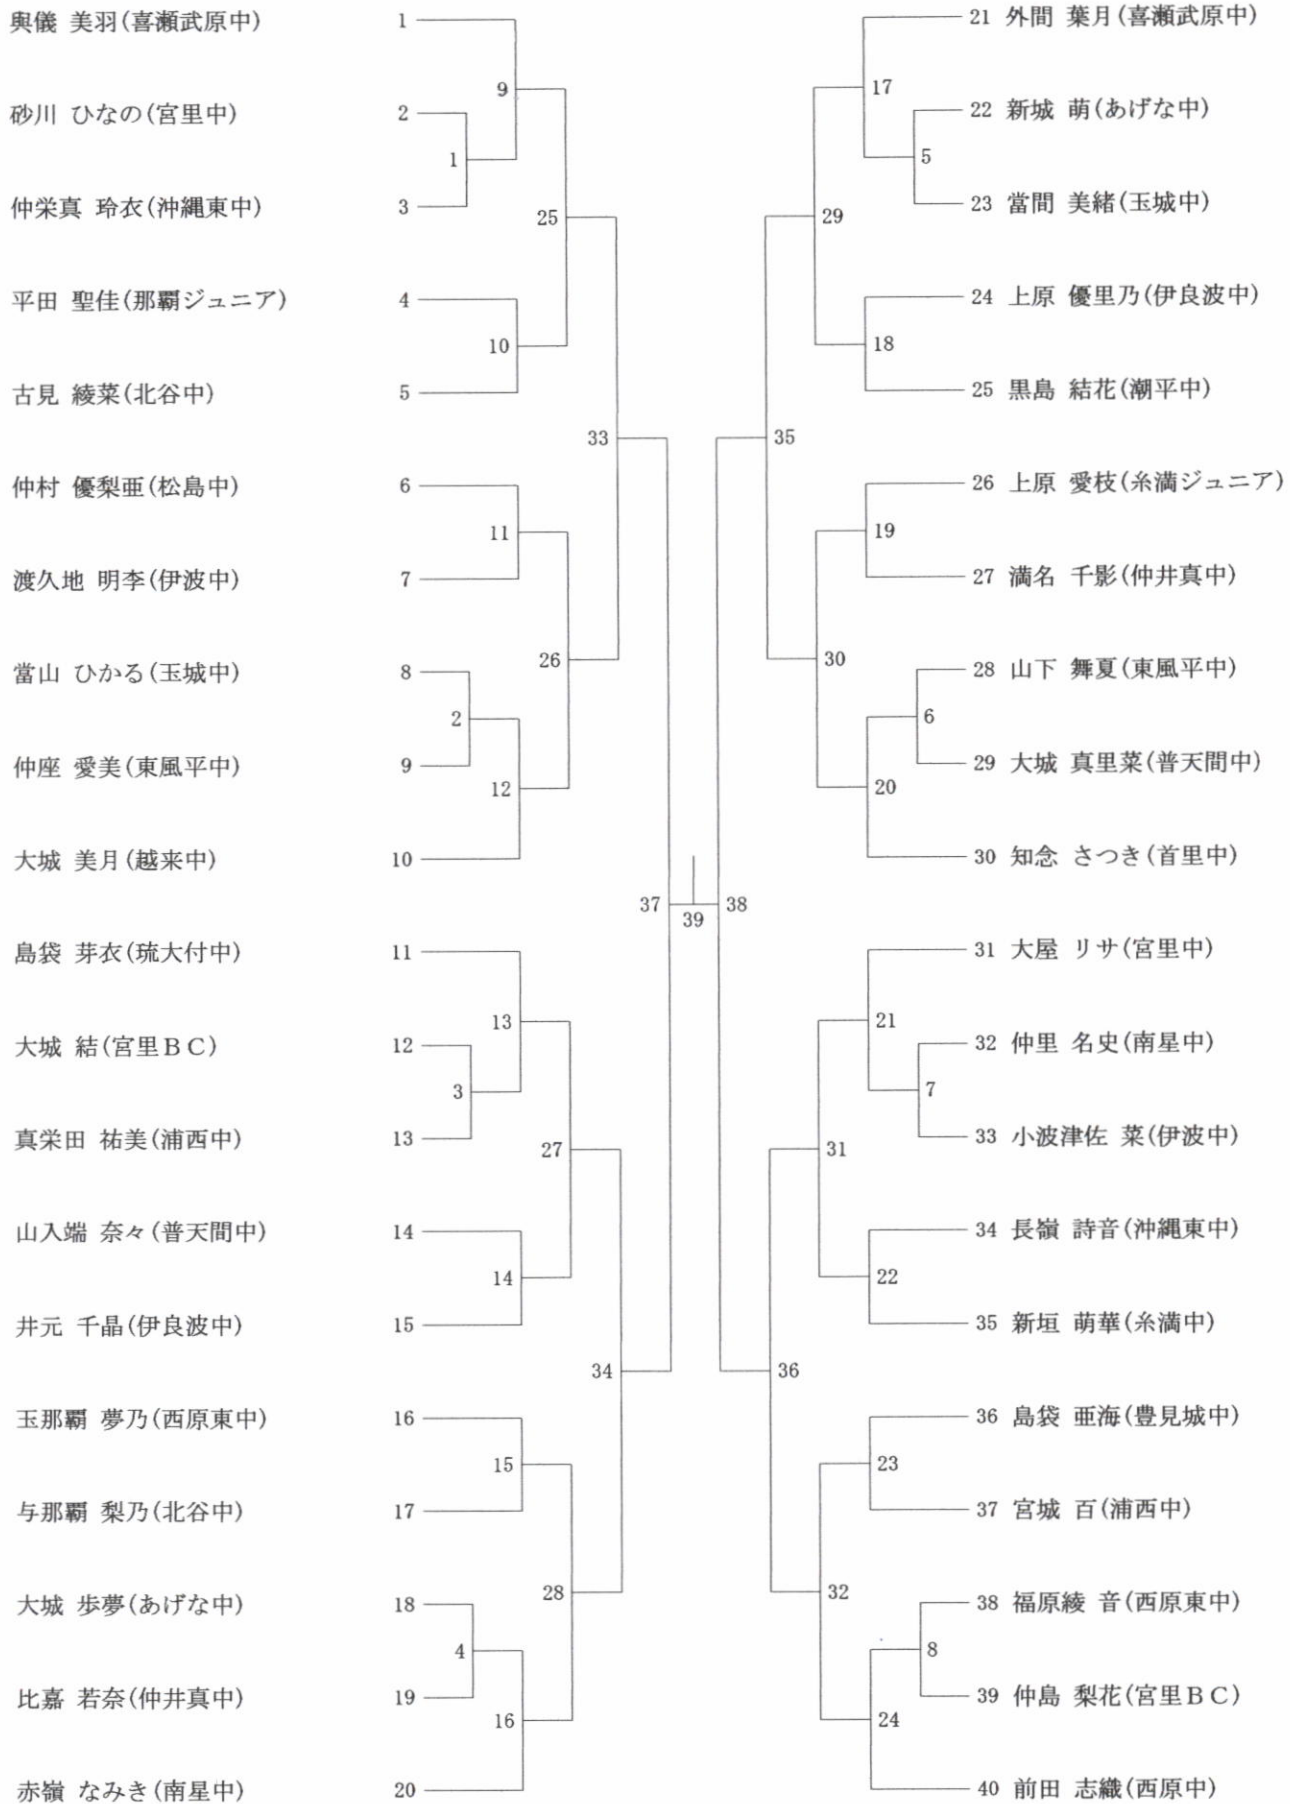 與儀 美羽(喜瀬武原中) 1
砂川 ひなの(宮里中) 2
仲栄真 玲衣(沖縄東中) 3
平田 聖佳(那覇ジュニア) 4
古見 綾菜(北谷中) 5
仲村 優梨亜(松島中) 6
渡久地 明李(伊波中) 7
當山 ひかる(玉城中) 8
仲座 愛美(東風平中) 9
大城 美月(越来中) 10
島袋 芽衣(琉大付中) 11
大城 結(宮里ＢＣ) 12
真栄田 祐美(浦西中) 13
山入端 奈々(普天間中) 14
井元 千晶(伊良波中) 15
玉那覇 夢乃(西原東中) 16
与那覇 梨乃(北谷中) 17
大城 歩夢(あげな中) 18
比嘉 若奈(仲井真中) 19
赤嶺 なみき(南星中) 20
1
2
3
4
9
10
11
12
13
14
15
16
25
26
27
28
33
34
37
39
38
35
36
29
30
31
32
17
18
19
20
21
22
23
24
5
6
7
8
21 外間 葉月(喜瀬武原中)
22 新城 萌(あげな中)
23 當間 美緒(玉城中)
24 上原 優里乃(伊良波中)
25 黒島 結花(潮平中)
26 上原 愛枝(糸満ジュニア)
27 満名 千影(仲井真中)
28 山下 舞夏(東風平中)
29 大城 真里菜(普天間中)
30 知念 さつき(首里中)
31 大屋 リサ(宮里中)
32 仲里 名史(南星中)
33 小波津佐 菜(伊波中)
34 長嶺 詩音(沖縄東中)
35 新垣 萌華(糸満中)
36 島袋 亜海(豊見城中)
37 宮城 百(浦西中)
38 福原綾 音(西原東中)
39 仲島 梨花(宮里ＢＣ)
40 前田 志織(西原中)